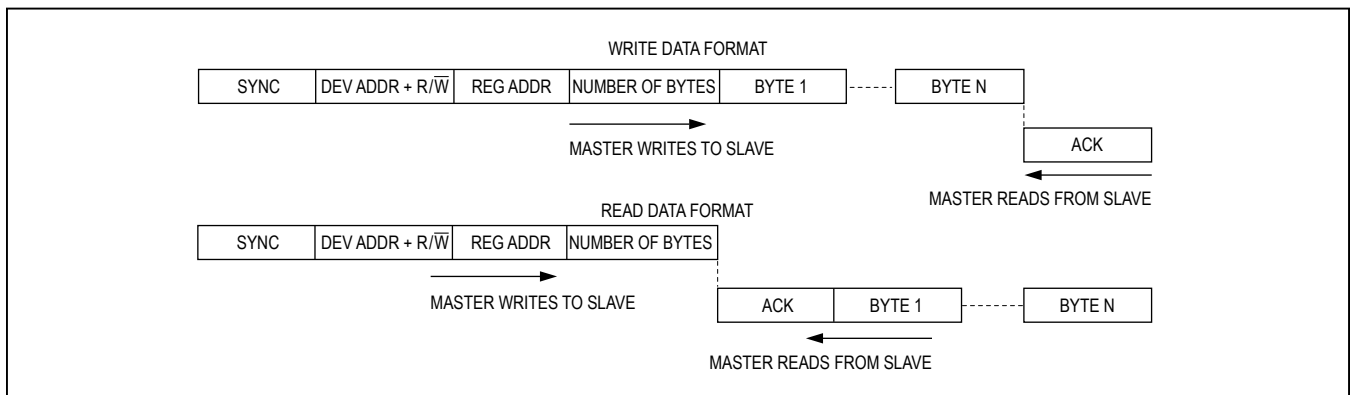 WRITE DATA FORMAT
SYNC DEV ADDR + R/W̅ REG ADDR NUMBER OF BYTES BYTE 1 BYTE N
MASTER WRITES TO SLAVE
ACK
MASTER READS FROM SLAVE
READ DATA FORMAT
SYNC DEV ADDR + R/W̅ REG ADDR NUMBER OF BYTES
MASTER WRITES TO SLAVE
ACK BYTE 1 BYTE N
MASTER READS FROM SLAVE